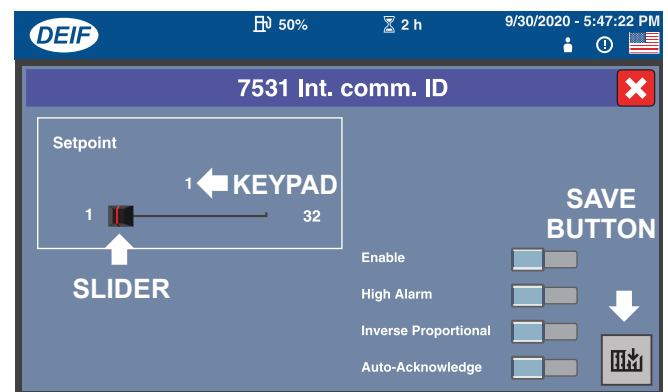 DEIF
50%
2 h
9/30/2020 - 5:47:22 PM
7531 Int. comm. ID
Setpoint
1
KEYPAD
1
32
SLIDER
SAVE
BUTTON
Enable
High Alarm
Inverse Proportional
Auto-Acknowledge